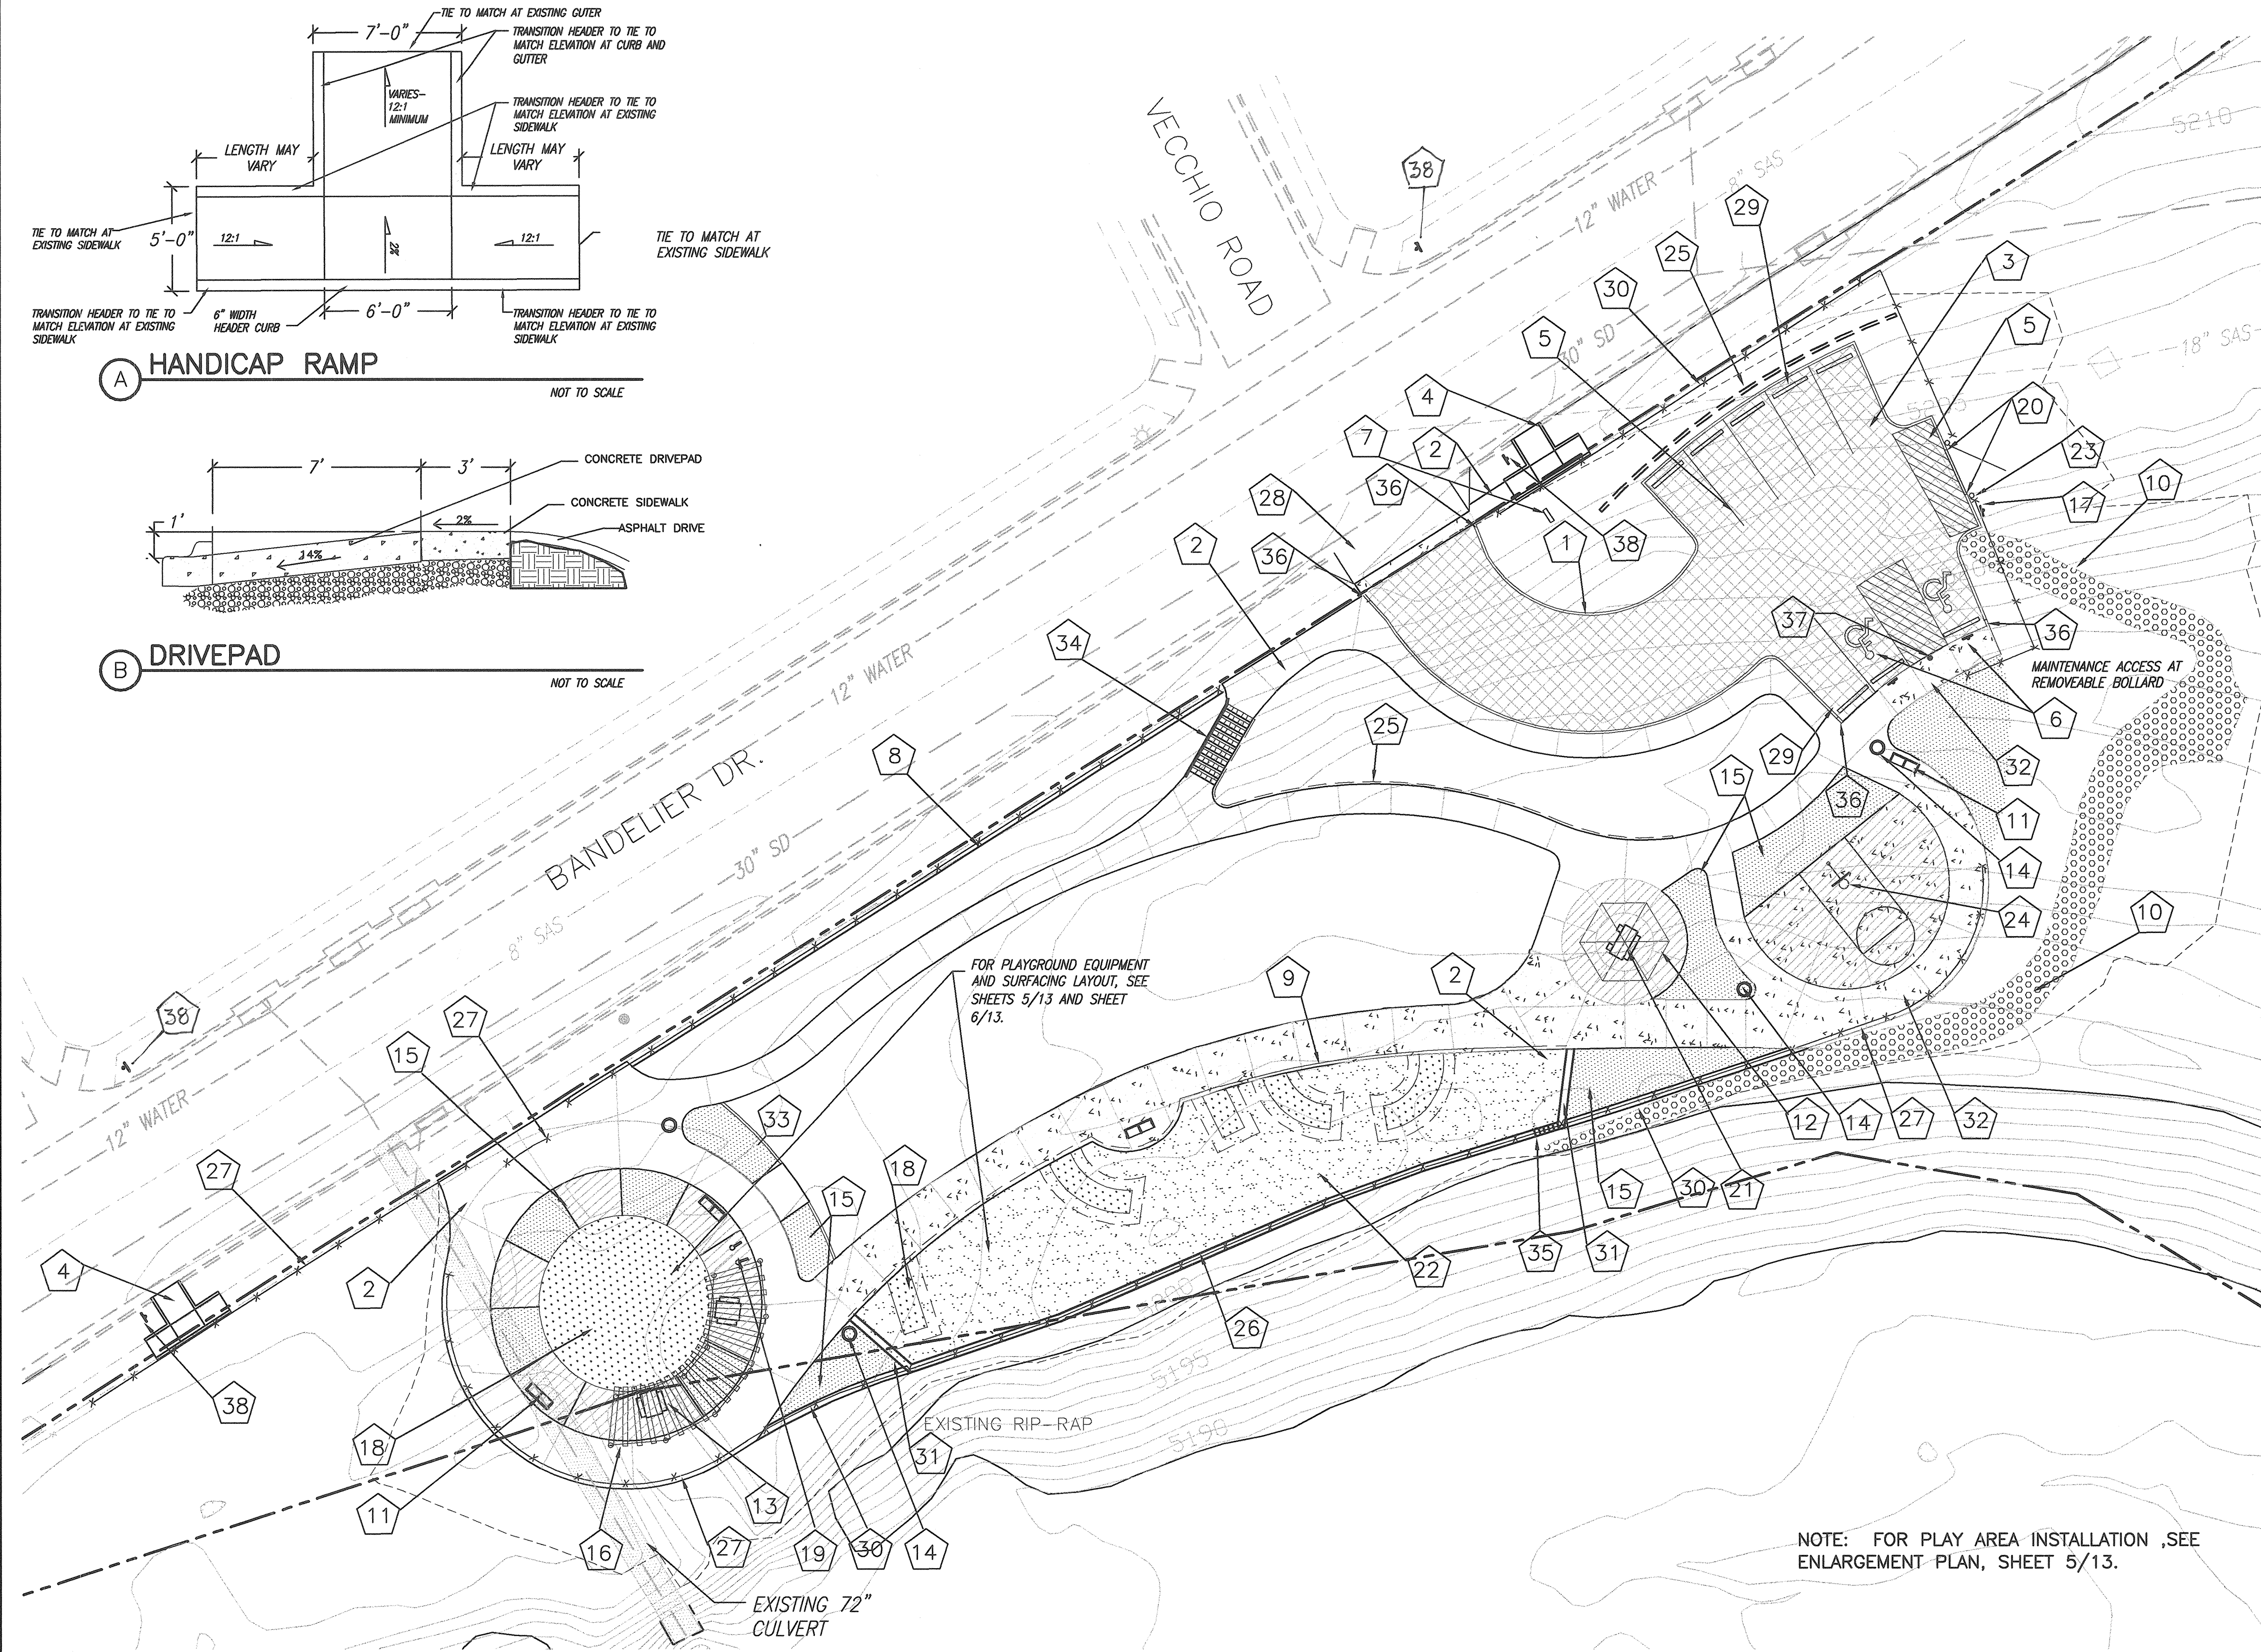 TIE TO MATCH AT EXISTING GUTER
7'-0"
TRANSITION HEADER TO TIE TO
MATCH ELEVATION AT CURB AND
GUTTER
VARIES-
12:1
MINIMUM
TRANSITION HEADER TO TIE TO
MATCH ELEVATION AT EXISTING
SIDEWALK
LENGTH MAY
VARY
LENGTH MAY
VARY
TIE TO MATCH AT
EXISTING SIDEWALK
5'-0"
12:1
2%
12:1
TIE TO MATCH AT
EXISTING SIDEWALK
TRANSITION HEADER TO TIE TO
MATCH ELEVATION AT EXISTING
SIDEWALK
6" WIDTH
HEADER CURB
6'-0"
TRANSITION HEADER TO TIE TO
MATCH ELEVATION AT EXISTING
SIDEWALK
A HANDICAP RAMP
NOT TO SCALE
7'
3'
CONCRETE DRIVEPAD
CONCRETE SIDEWALK
ASPHALT DRIVE
1'
2%
14%
B DRIVEPAD
NOT TO SCALE
VECCHIO ROAD
38
12" WATER
8" SAS
5210
29
25
30
3
5
5
30" SD
18" SAS
4
7
2
20
23
36
28
10
17
2
36
1
38
34
37
36
MAINTENANCE ACCESS AT
REMOVEABLE BOLLARD
12" WATER
6
25
8
29
32
15
36
11
BANDELIER DR.
14
30" SD
24
10
8" SAS
FOR PLAYGROUND EQUIPMENT
AND SURFACING LAYOUT, SEE
SHEETS 5/13 AND SHEET
6/13.
9
2
38
27
15
12" WATER
33
12
14
27
32
27
18
15
15
30
21
4
2
35
31
22
5200
26
5195
38
5190
EXISTING RIP-RAP
18
31
11
13
16
27
19
30
14
NOTE: FOR PLAY AREA INSTALLATION ,SEE
ENLARGEMENT PLAN, SHEET 5/13.
EXISTING 72"
CULVERT